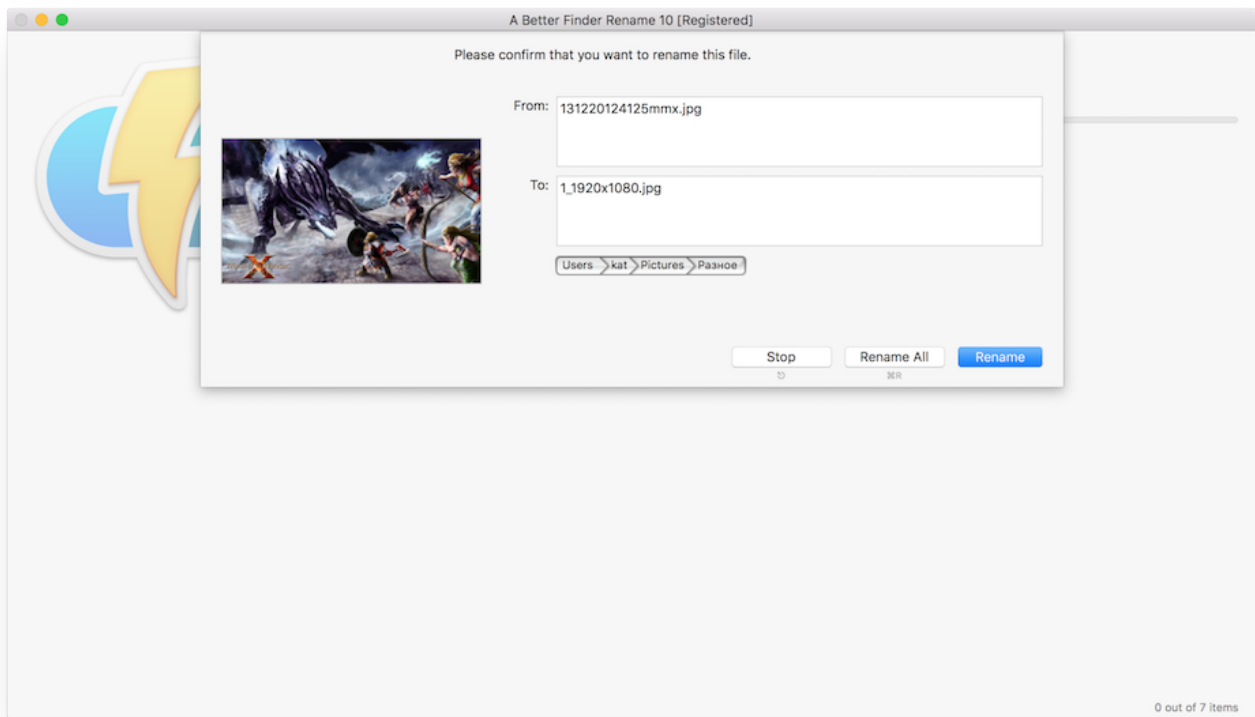 A Better Finder Rename 10 [Registered]
Please confirm that you want to rename this file.
From: 131220124125mmx.jpg
To: 1_1920x1080.jpg
Users kat Pictures Разное
Stop Rename All Rename
⌘R
0 out of 7 items